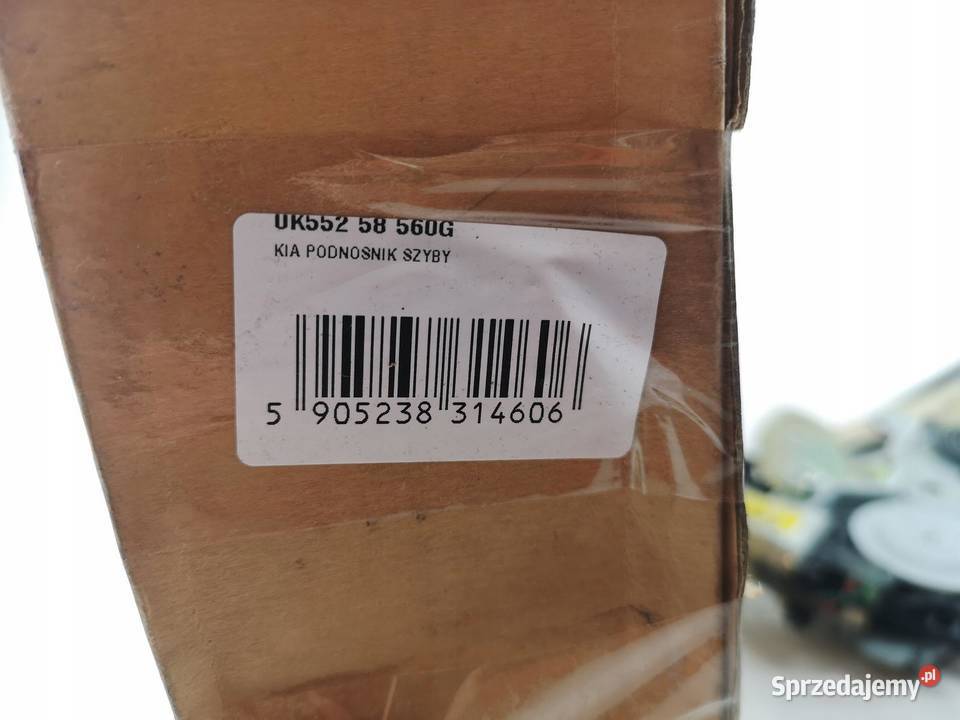 0K552 58 560G
KIA PODNOSNIK SZYBY
5 905238 314606
Sprzedajemy.pl